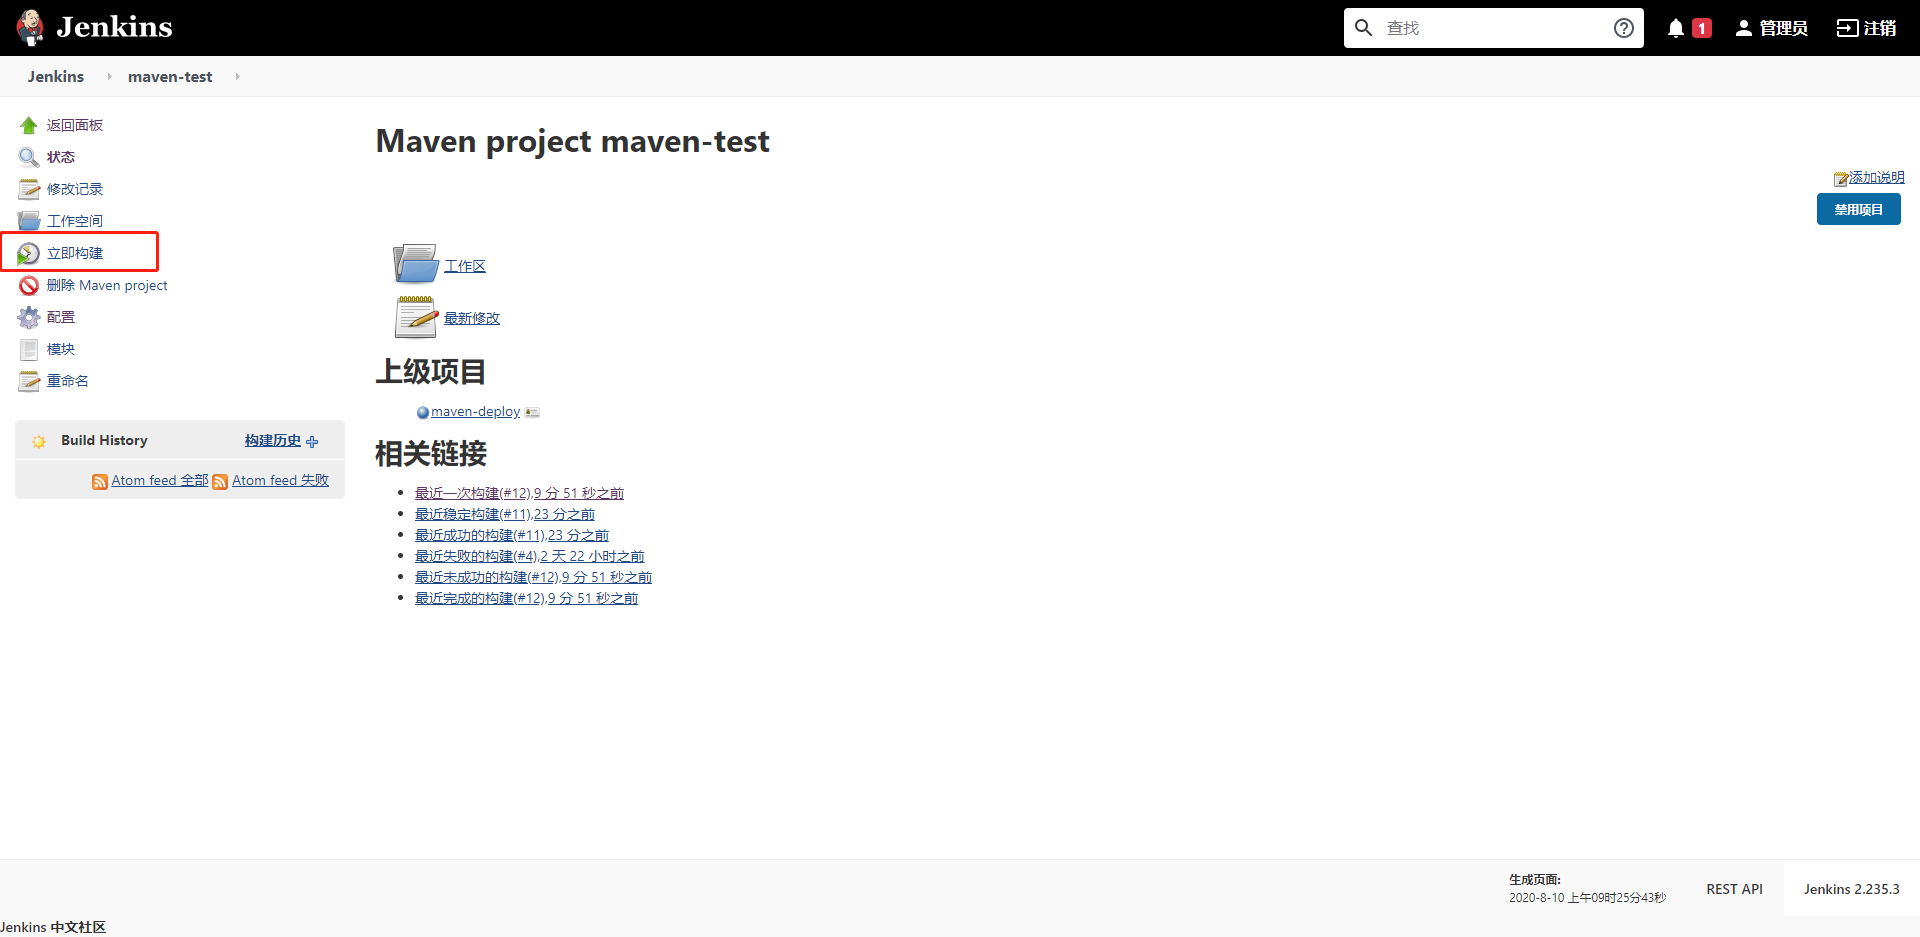 Jenkins
查找
1
管理员
注销
Jenkins
maven-test
返回面板
状态
修改记录
工作空间
立即构建
删除 Maven project
配置
模块
重命名
Build History
构建历史
Atom feed 全部
Atom feed 失败
Maven project maven-test
添加说明
禁用项目
工作区
最新修改
上级项目
maven-deploy
相关链接
最近一次构建(#12),9 分 51 秒之前
最近稳定构建(#11),23 分之前
最近成功的构建(#11),23 分之前
最近失败的构建(#4),2 天 22 小时之前
最近未成功的构建(#12),9 分 51 秒之前
最近完成的构建(#12),9 分 51 秒之前
生成页面:
2020-8-10 上午09时25分43秒
REST API
Jenkins 2.235.3
Jenkins 中文社区